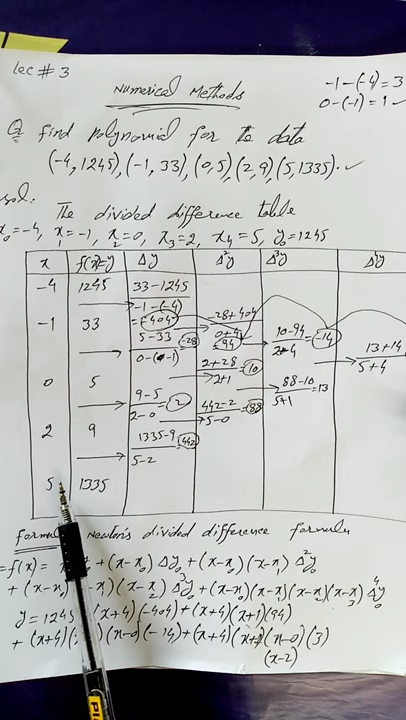 Lec # 3
Numerical Methods
-1-(-4)=3
0-(-1)=1 ✓
Q find polynomial for the data
(-4, 1245), (-1, 33), (0, 5), (2, 9), (5, 1335). ✓
sol.
The divided difference table
x₀=-4, x₁=-1, x₂=0, x₃=2, x₄=5, y₀=1245
x f(x)=y Δy Δ²y Δ³y Δ⁴y
-4 1245 33-1245
-1-(-4)
=-404 -28+404
-1 33 5-33 0+4 10-94 =-14
=-28 =94 2+4 13+14
0-(-1) 2+28 =10 5+4
0 5 2+1 88-10 =13
9-5 =2 442-2 =88 5+1
2-0 5-0
2 9 1335-9 =442
5-2
5 1335
Formula Newton's divided difference formula
=f(x)= +(x-x₀) Δy₀ +(x-x₀)(x-x₁) Δ²y₀
+ (x-x₀) )(x-x₂) Δ³y₀ +(x-x₀)(x-x₁)(x-x₂)(x-x₃) Δ⁴y₀
y = 1245 (x+4)(-404) +(x+4)(x+1)(94)
+ (x+4) (x-0)(-14) +(x+4)(x+1)(x-0)(3)
(x-2)